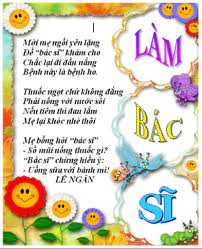 LÀM
BÁC
SĨ
Mời mẹ ngồi yên lặng
Để "bác sĩ" khám cho
Chắc lại đi đầu nắng
Bệnh này là bệnh ho.
Thuốc ngọt chứ không đắng
Phải uống với nước sôi
Nếu tiêm thì đau lắm
Mẹ lại khóc nhè thôi
Mẹ bỗng hỏi "bác sĩ"
- Sổ mũi uống thuốc gì?
"Bác sĩ" chừng hiểu ý:
- Uống sữa với bánh mì!
LÊ NGÂN